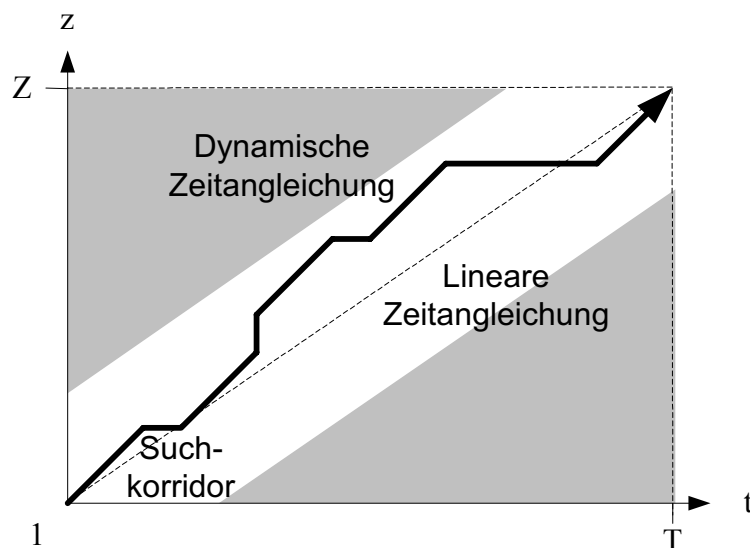 z
Z
Dynamische
Zeitangleichung
Lineare
Zeitangleichung
Such-
korridor
t
1
T